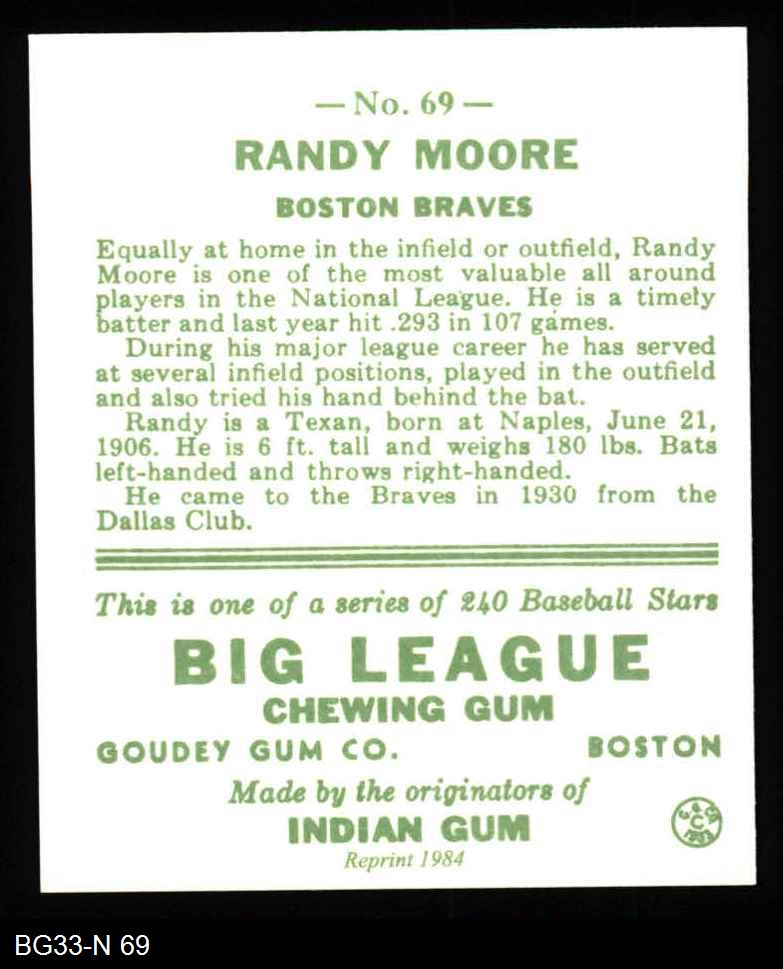 — No. 69 —
RANDY MOORE
BOSTON BRAVES
Equally at home in the infield or outfield, Randy
Moore is one of the most valuable all around
players in the National League. He is a timely
batter and last year hit .293 in 107 games.
During his major league career he has served
at several infield positions, played in the outfield
and also tried his hand behind the bat.
Randy is a Texan, born at Naples, June 21,
1906. He is 6 ft. tall and weighs 180 lbs. Bats
left-handed and throws right-handed.
He came to the Braves in 1930 from the
Dallas Club.
This is one of a series of 240 Baseball Stars
BIG LEAGUE
CHEWING GUM
GOUDEY GUM CO. BOSTON
Made by the originators of
INDIAN GUM
Reprint 1984
G. & Co.
C
1933
BG33-N 69